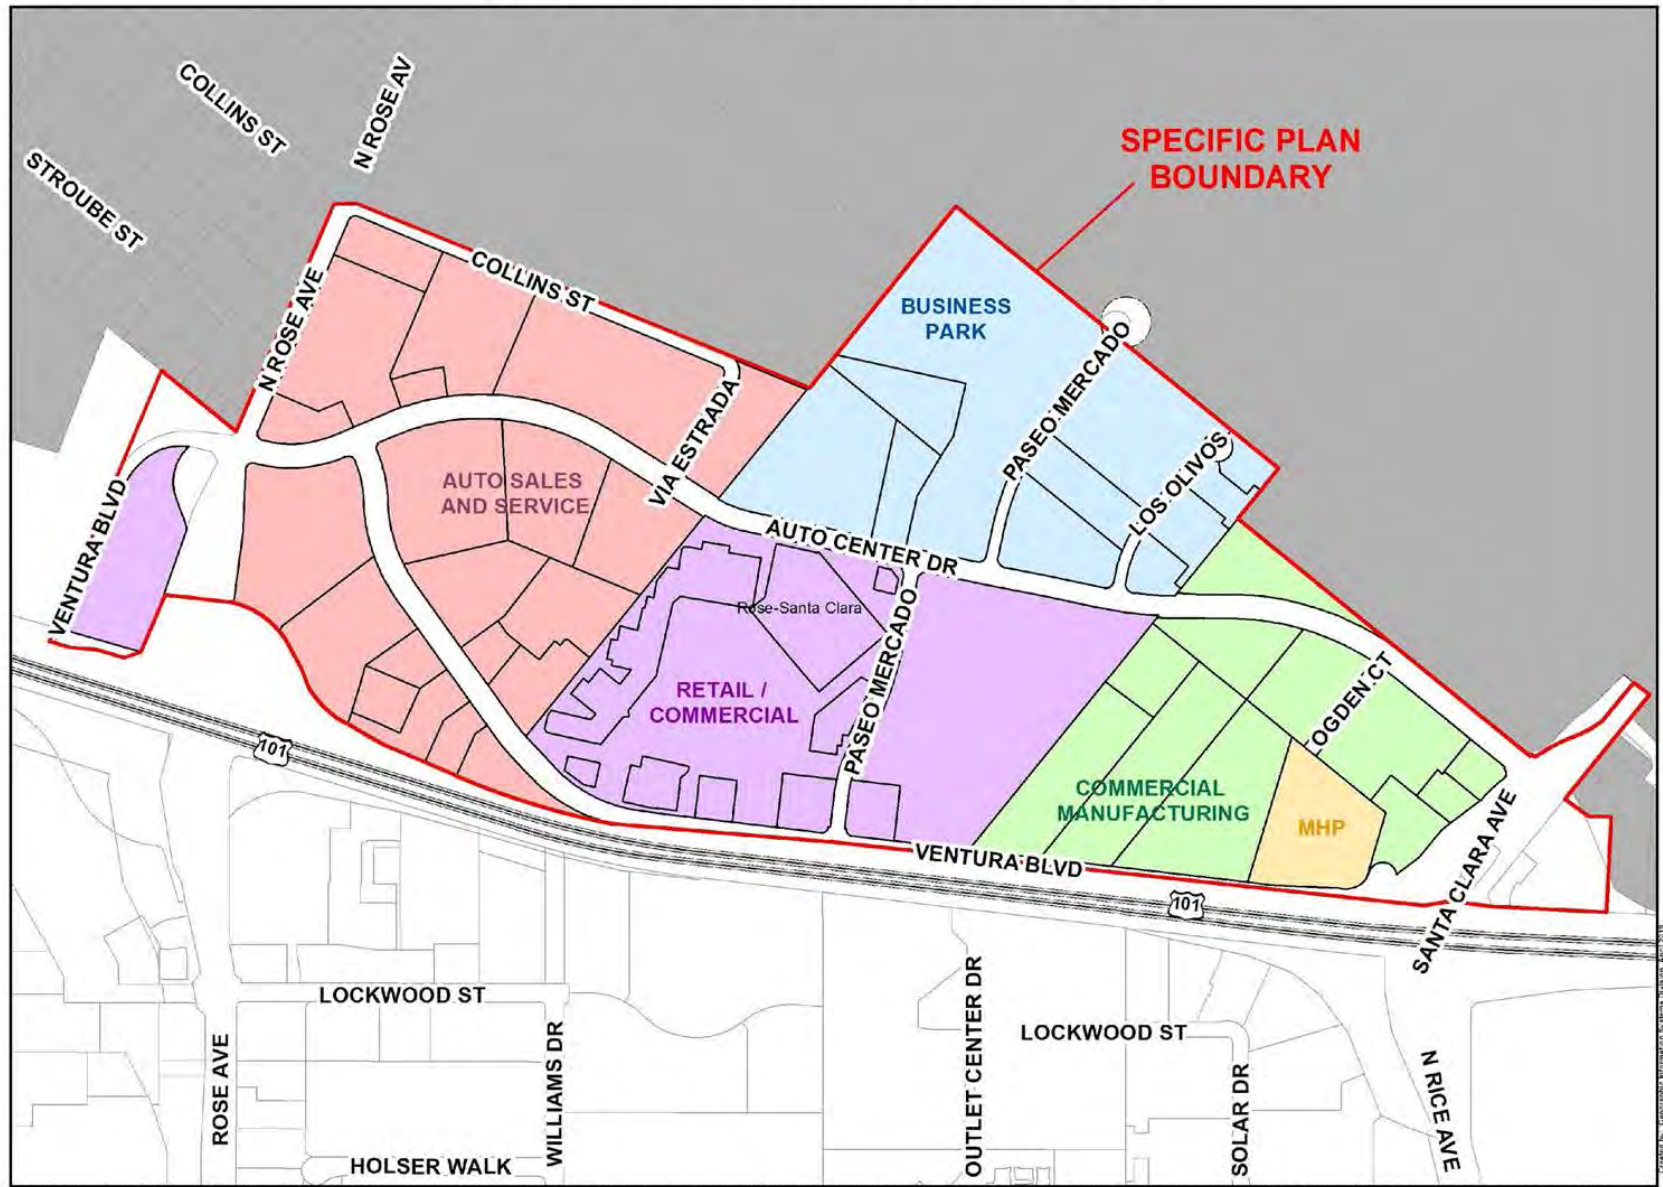 COLLINS ST
N ROSE AV
STROUBE ST
SPECIFIC PLAN
BOUNDARY
COLLINS ST
N ROSE AVE
BUSINESS
PARK
PASEO MERCADO
VIA ESTRADA
LOS OLIVOS
AUTO SALES
AND SERVICE
VENTURA BLVD
AUTO CENTER DR
Rose-Santa Clara
PASEO MERCADO
RETAIL /
COMMERCIAL
OGDEN CT
101
COMMERCIAL
MANUFACTURING
MHP
VENTURA BLVD
101
SANTA CLARA AVE
LOCKWOOD ST
ROSE AVE
WILLIAMS DR
OUTLET CENTER DR
LOCKWOOD ST
SOLAR DR
N RICE AVE
HOLSER WALK